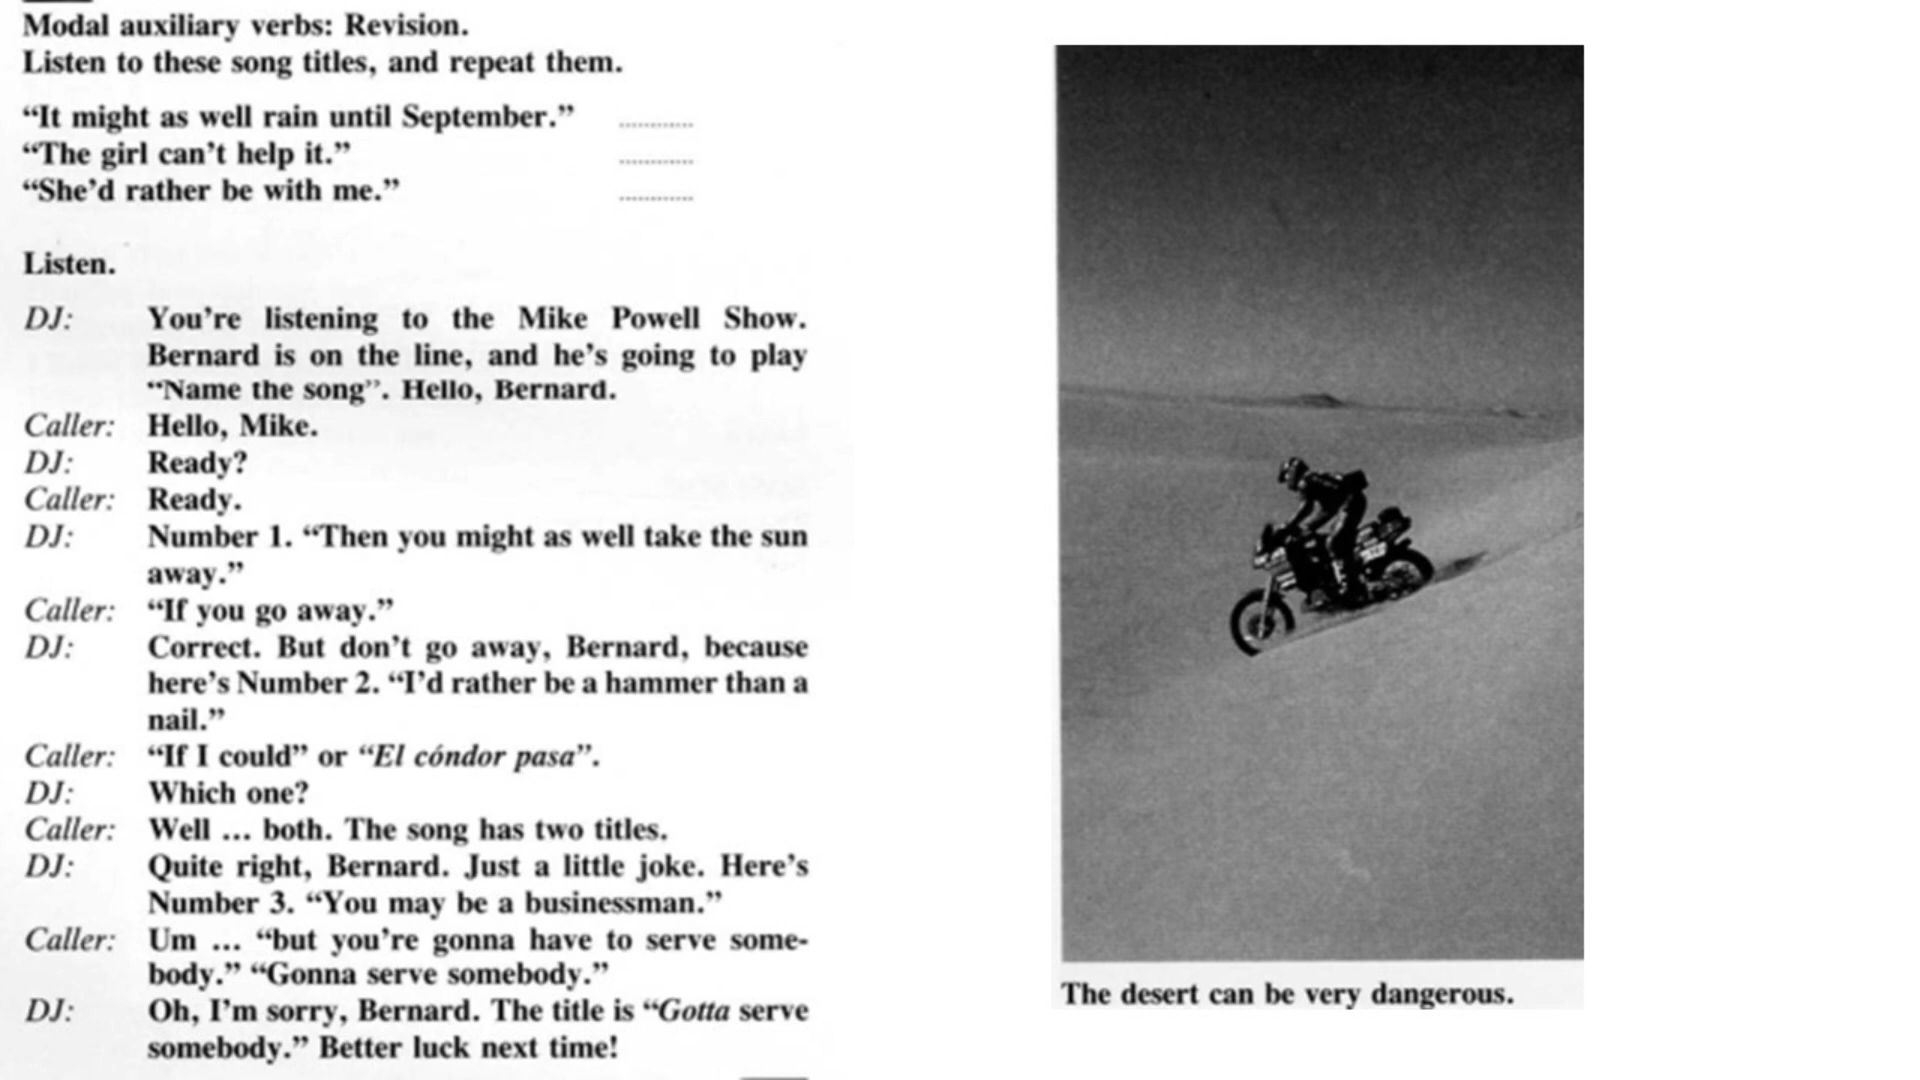 Modal auxiliary verbs: Revision.
Listen to these song titles, and repeat them.
“It might as well rain until September.” ............
“The girl can’t help it.” ............
“She’d rather be with me.” ............
Listen.
DJ: You’re listening to the Mike Powell Show.
Bernard is on the line, and he’s going to play
“Name the song”. Hello, Bernard.
Caller: Hello, Mike.
DJ: Ready?
Caller: Ready.
DJ: Number 1. “Then you might as well take the sun
away.”
Caller: “If you go away.”
DJ: Correct. But don’t go away, Bernard, because
here’s Number 2. “I’d rather be a hammer than a
nail.”
Caller: “If I could” or “El cóndor pasa”.
DJ: Which one?
Caller: Well ... both. The song has two titles.
DJ: Quite right, Bernard. Just a little joke. Here’s
Number 3. “You may be a businessman.”
Caller: Um ... “but you’re gonna have to serve some-
body.” “Gonna serve somebody.”
DJ: Oh, I’m sorry, Bernard. The title is “Gotta serve
somebody.” Better luck next time!
The desert can be very dangerous.